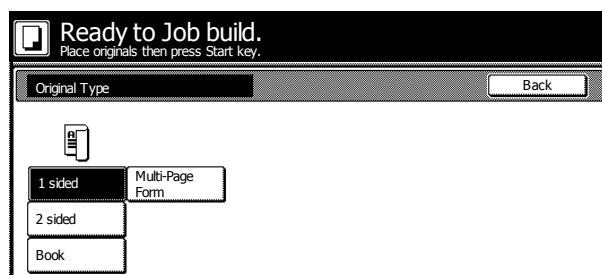 Ready to Job build.
Place originals then press Start key.
Original Type
Back
1 sided
Multi-Page
Form
2 sided
Book